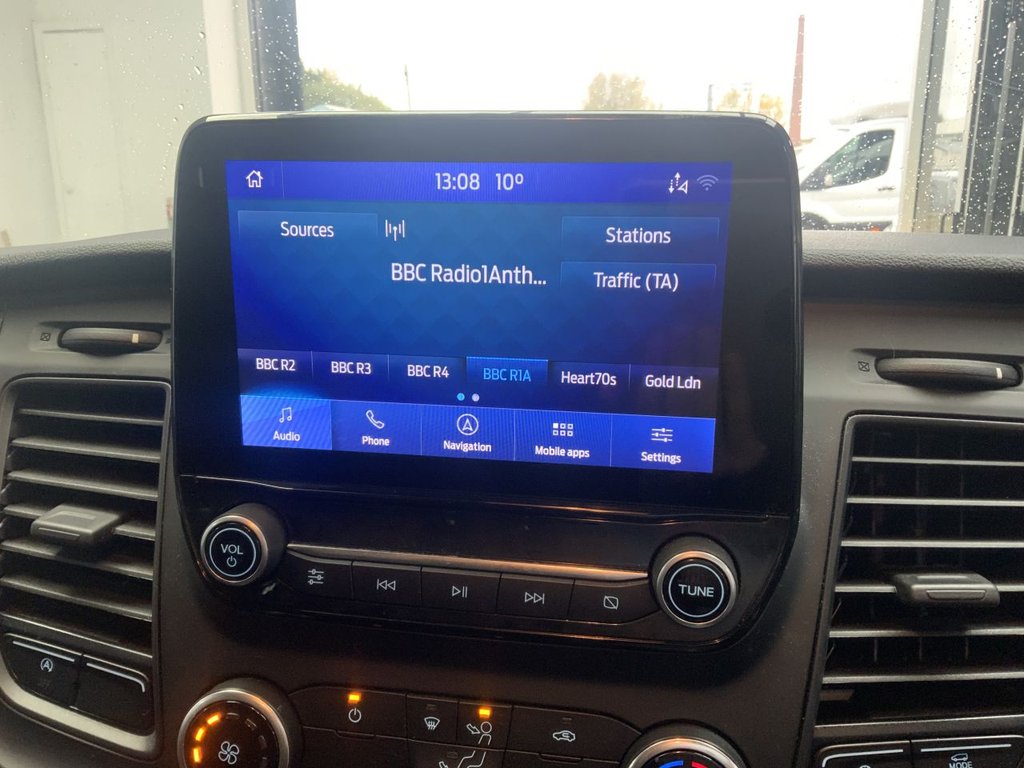 13:08 10°
Sources
Stations
BBC Radio1Anth...
Traffic (TA)
BBC R2 BBC R3 BBC R4 BBC R1A Heart70s Gold Ldn
Audio Phone Navigation Mobile apps Settings
VOL
TUNE
A
MODE